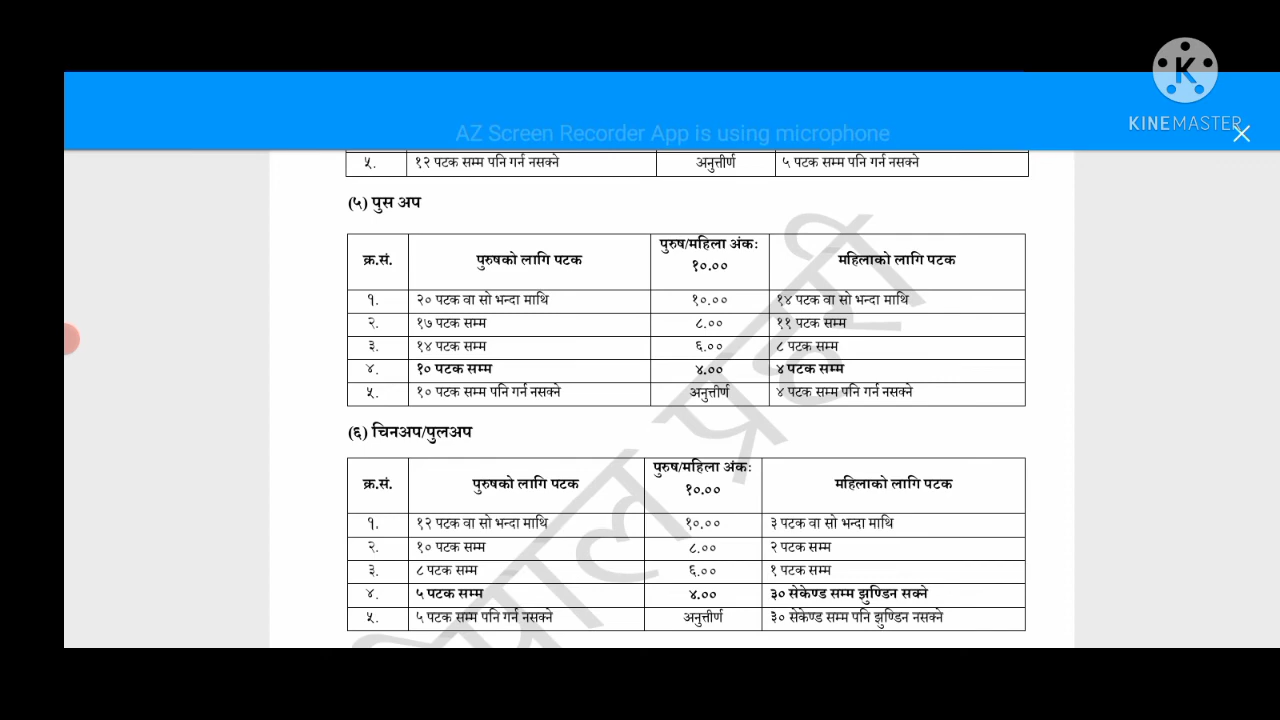 KINEMASTER
AZ Screen Recorder App is using microphone
५. १२ पटक सम्म पनि गर्न नसक्ने अनुत्तीर्ण ५ पटक सम्म पनि गर्न नसक्ने
(५) पुस अप
क्र.सं. पुरुषको लागि पटक पुरुष/महिला अंकः १०.०० महिलाको लागि पटक
१. २० पटक वा सो भन्दा माथि १०.०० १४ पटक वा सो भन्दा माथि
२. १७ पटक सम्म ८.०० ११ पटक सम्म
३. १४ पटक सम्म ६.०० ८ पटक सम्म
४. १० पटक सम्म ४.०० ४ पटक सम्म
५. १० पटक सम्म पनि गर्न नसक्ने अनुत्तीर्ण ४ पटक सम्म पनि गर्न नसक्ने
(६) चिनअप/पुलअप
क्र.सं. पुरुषको लागि पटक पुरुष/महिला अंकः १०.०० महिलाको लागि पटक
१. १२ पटक वा सो भन्दा माथि १०.०० ३ पटक वा सो भन्दा माथि
२. १० पटक सम्म ८.०० २ पटक सम्म
३. ८ पटक सम्म ६.०० १ पटक सम्म
४. ५ पटक सम्म ४.०० ३० सेकेण्ड सम्म झुण्डिन सक्ने
५. ५ पटक सम्म पनि गर्न नसक्ने अनुत्तीर्ण ३० सेकेण्ड सम्म पनि झुण्डिन नसक्ने